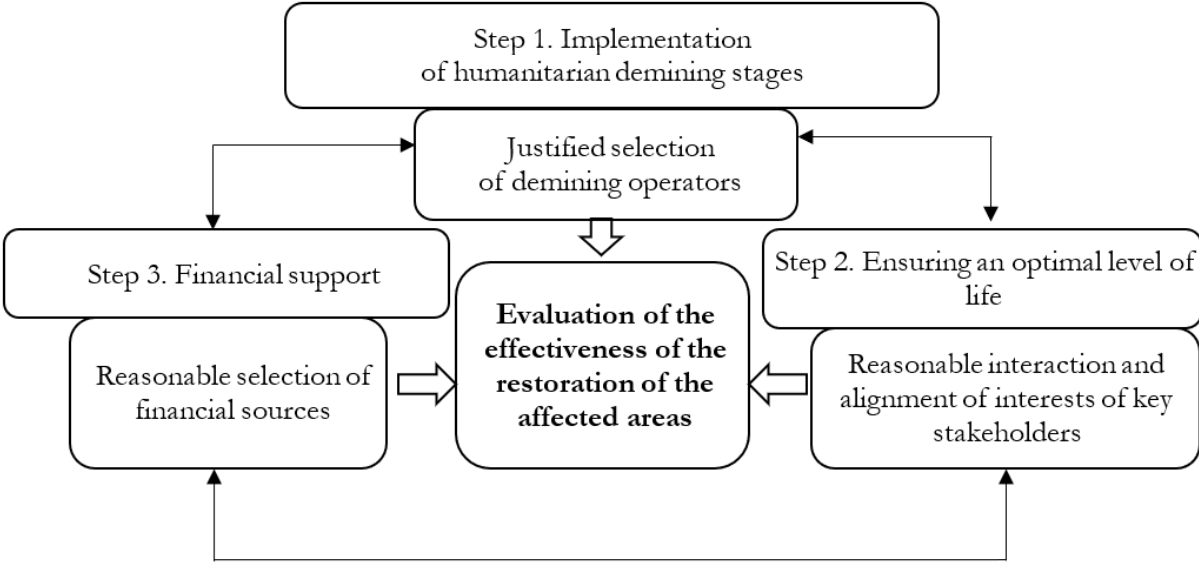 Step 1. Implementation
of humanitarian demining stages
Justified selection
of demining operators
Step 3. Financial support
Step 2. Ensuring an optimal level of
life
Evaluation of the
effectiveness of the
restoration of the
affected areas
Reasonable selection of
financial sources
Reasonable interaction and
alignment of interests of key
stakeholders